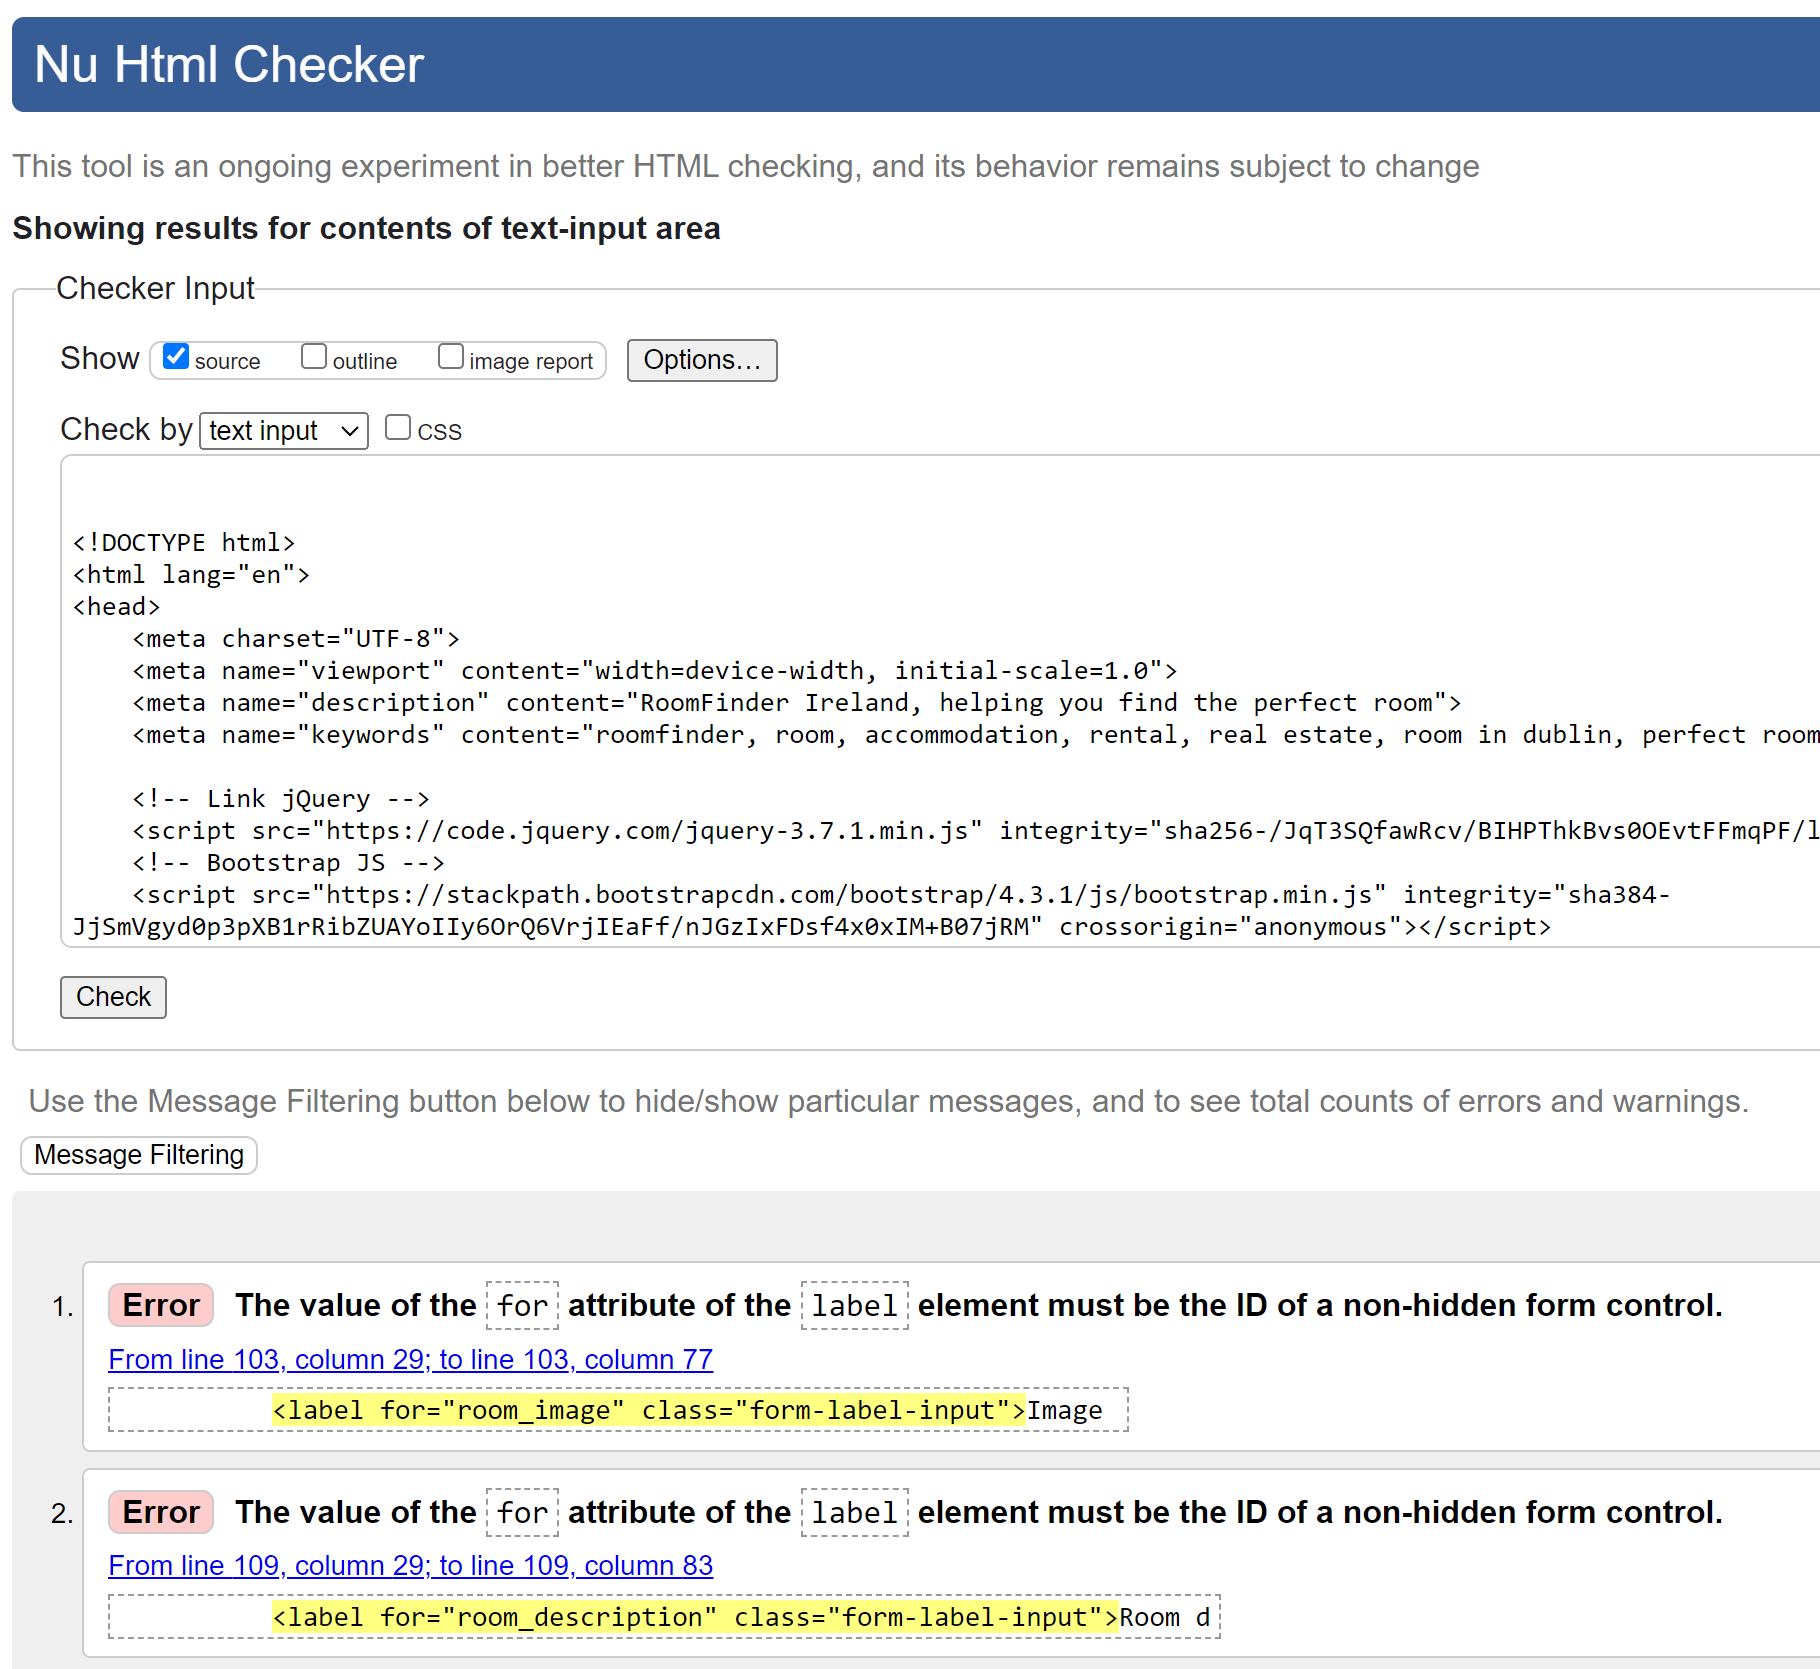 Nu Html Checker
This tool is an ongoing experiment in better HTML checking, and its behavior remains subject to change
Showing results for contents of text-input area
Checker Input
Show source outline image report Options...
Check by text input CSS
<!DOCTYPE html>
<html lang="en">
<head>
    <meta charset="UTF-8">
    <meta name="viewport" content="width=device-width, initial-scale=1.0">
    <meta name="description" content="RoomFinder Ireland, helping you find the perfect room">
    <meta name="keywords" content="roomfinder, room, accommodation, rental, real estate, room in dublin, perfect room
    <!-- Link jQuery -->
    <script src="https://code.jquery.com/jquery-3.7.1.min.js" integrity="sha256-/JqT3SQfawRcv/BIHPThkBvs0OEvtFFmqPF/l
    <!-- Bootstrap JS -->
    <script src="https://stackpath.bootstrapcdn.com/bootstrap/4.3.1/js/bootstrap.min.js" integrity="sha384-
JjSmVgyd0p3pXB1rRibZUAYoIIy6OrQ6VrjIEaFf/nJGzIxFDsf4x0xIM+B07jRM" crossorigin="anonymous"></script>
Check
Use the Message Filtering button below to hide/show particular messages, and to see total counts of errors and warnings.
Message Filtering
1. Error The value of the for attribute of the label element must be the ID of a non-hidden form control.
From line 103, column 29; to line 103, column 77
<label for="room_image" class="form-label-input">Image
2. Error The value of the for attribute of the label element must be the ID of a non-hidden form control.
From line 109, column 29; to line 109, column 83
<label for="room_description" class="form-label-input">Room d